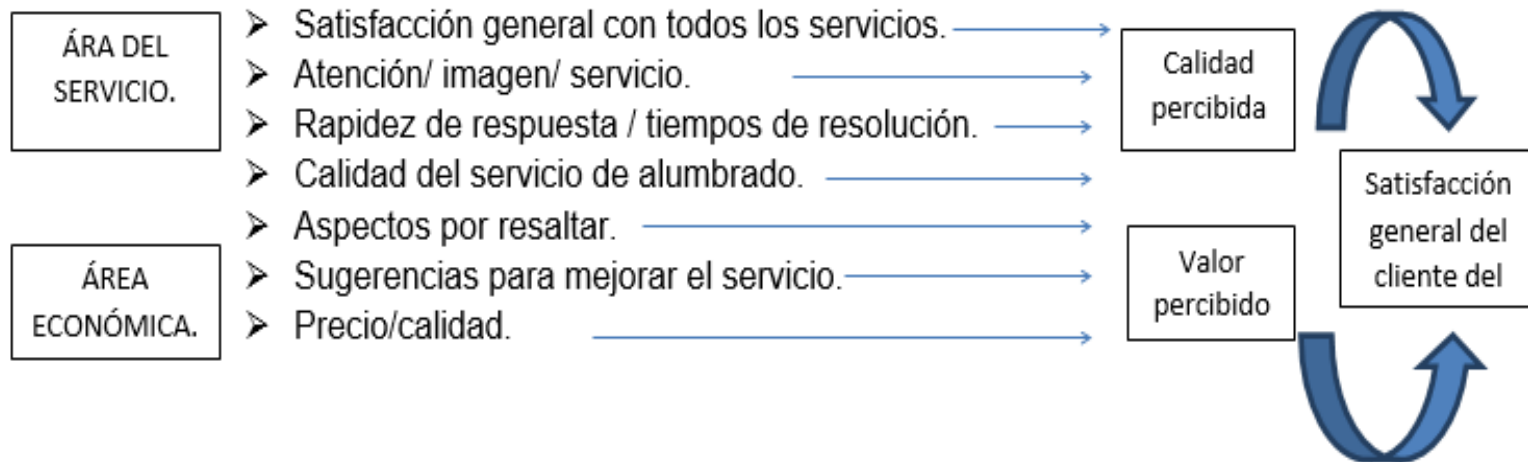 ÁRA DEL
SERVICIO.
ÁREA
ECONÓMICA.
Satisfacción general con todos los servicios.
Atención/ imagen/ servicio.
Rapidez de respuesta / tiempos de resolución.
Calidad del servicio de alumbrado.
Aspectos por resaltar.
Sugerencias para mejorar el servicio.
Precio/calidad.
Calidad
percibida
Valor
percibido
Satisfacción
general del
cliente del